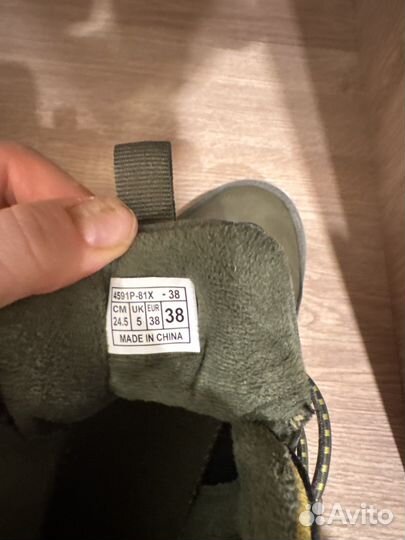 4591P-81X - 38
CM UK EUR 38
24.5 5 38
MADE IN CHINA
Avito